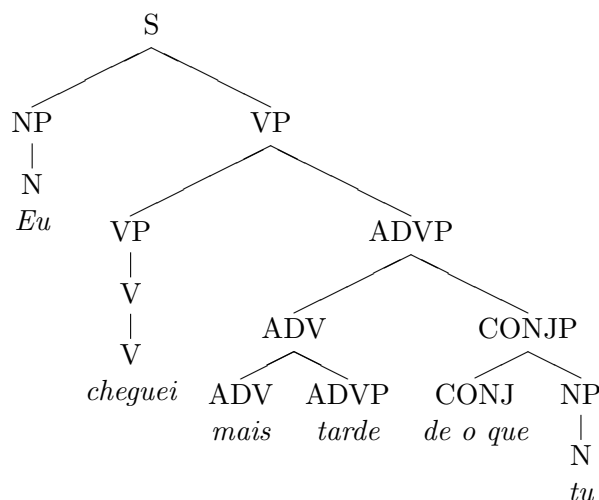 S
NP VP
N
Eu
VP ADVP
V
ADV CONJP
V
cheguei
ADV ADVP CONJ NP
mais tarde de o que
N
tu